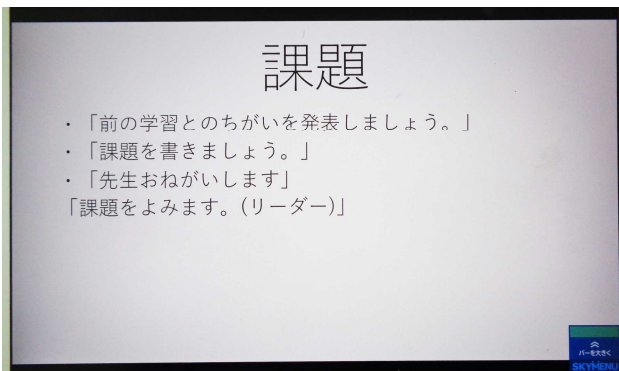 課題
・「前の学習とのちがいを発表しましょう。」
・「課題を書きましょう。」
・「先生おねがいします」
「課題をよみます。(リーダー)」
バーを大きく
SKYMENU